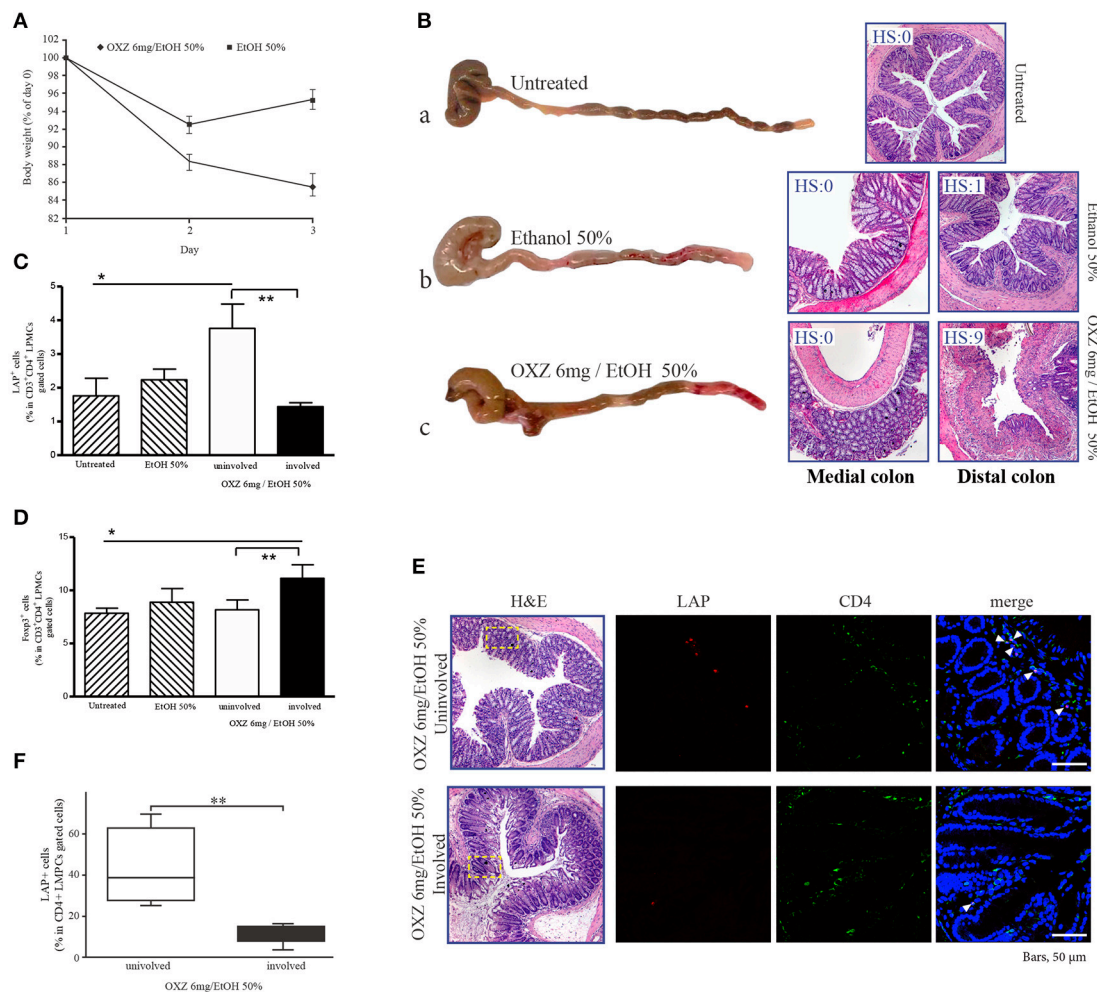 A
102
100
98
96
94
92
90
88
86
84
82
Body weight (% of day 0)
OXZ 6mg/EtOH 50%
EtOH 50%
1
2
3
Day
B
a
Untreated
b
Ethanol 50%
c
OXZ 6mg / EtOH 50%
HS:0
Untreated
HS:0
HS:1
Ethanol 50%
HS:0
HS:9
OXZ 6mg / EtOH 50%
Medial colon
Distal colon
C
5
4
3
2
1
0
LAP+ cells
(% in CD3+CD4+ LPMCs
gated cells)
*
**
Untreated
EtOH 50%
uninvolved
involved
OXZ 6mg / EtOH 50%
D
15
10
5
0
Foxp3+ cells
(% in CD3+CD4+ LPMCs
gated cells)
*
**
Untreated
EtOH 50%
uninvolved
involved
OXZ 6mg / EtOH 50%
E
H&E
LAP
CD4
merge
OXZ 6mg/EtOH 50%
Uninvolved
OXZ 6mg/EtOH 50%
Involved
Bars, 50 µm
F
60
40
20
0
LAP+ cells
(% in CD4+ LMPCs gated cells)
**
univolved
involved
OXZ 6mg/EtOH 50%